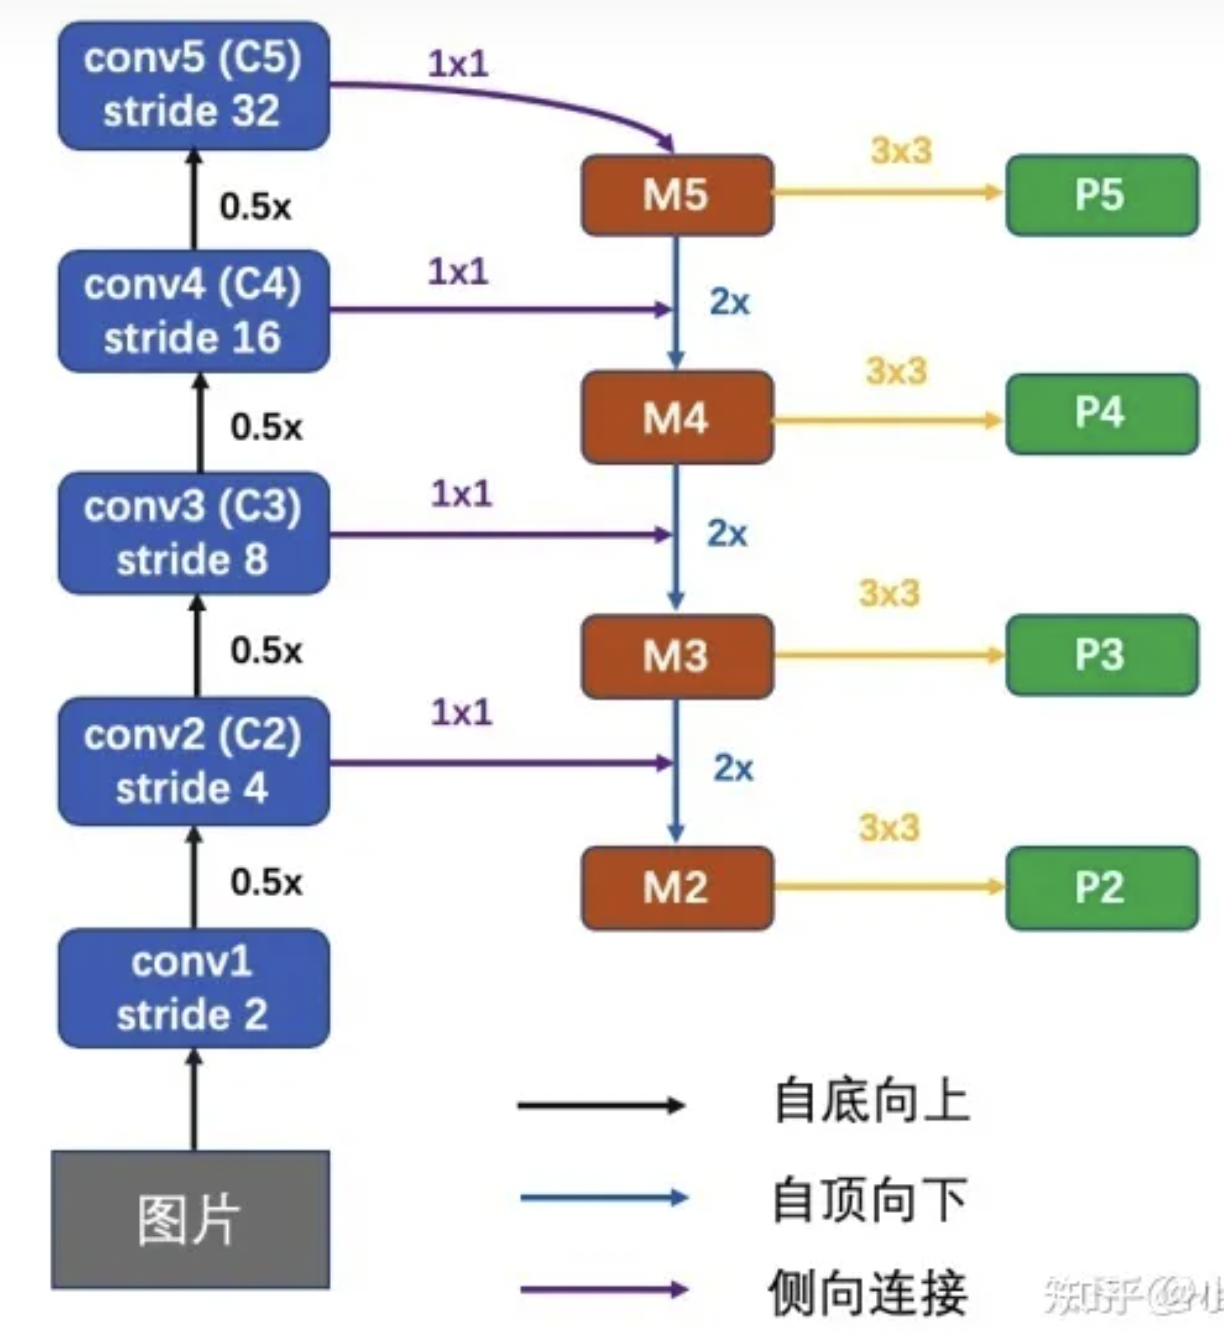 conv5 (C5)
stride 32
1x1
M5
3x3
P5
0.5x
conv4 (C4)
stride 16
1x1
2x
M4
3x3
P4
0.5x
conv3 (C3)
stride 8
1x1
2x
M3
3x3
P3
0.5x
conv2 (C2)
stride 4
1x1
2x
M2
3x3
P2
0.5x
conv1
stride 2
图片
自底向上
自顶向下
侧向连接
知乎